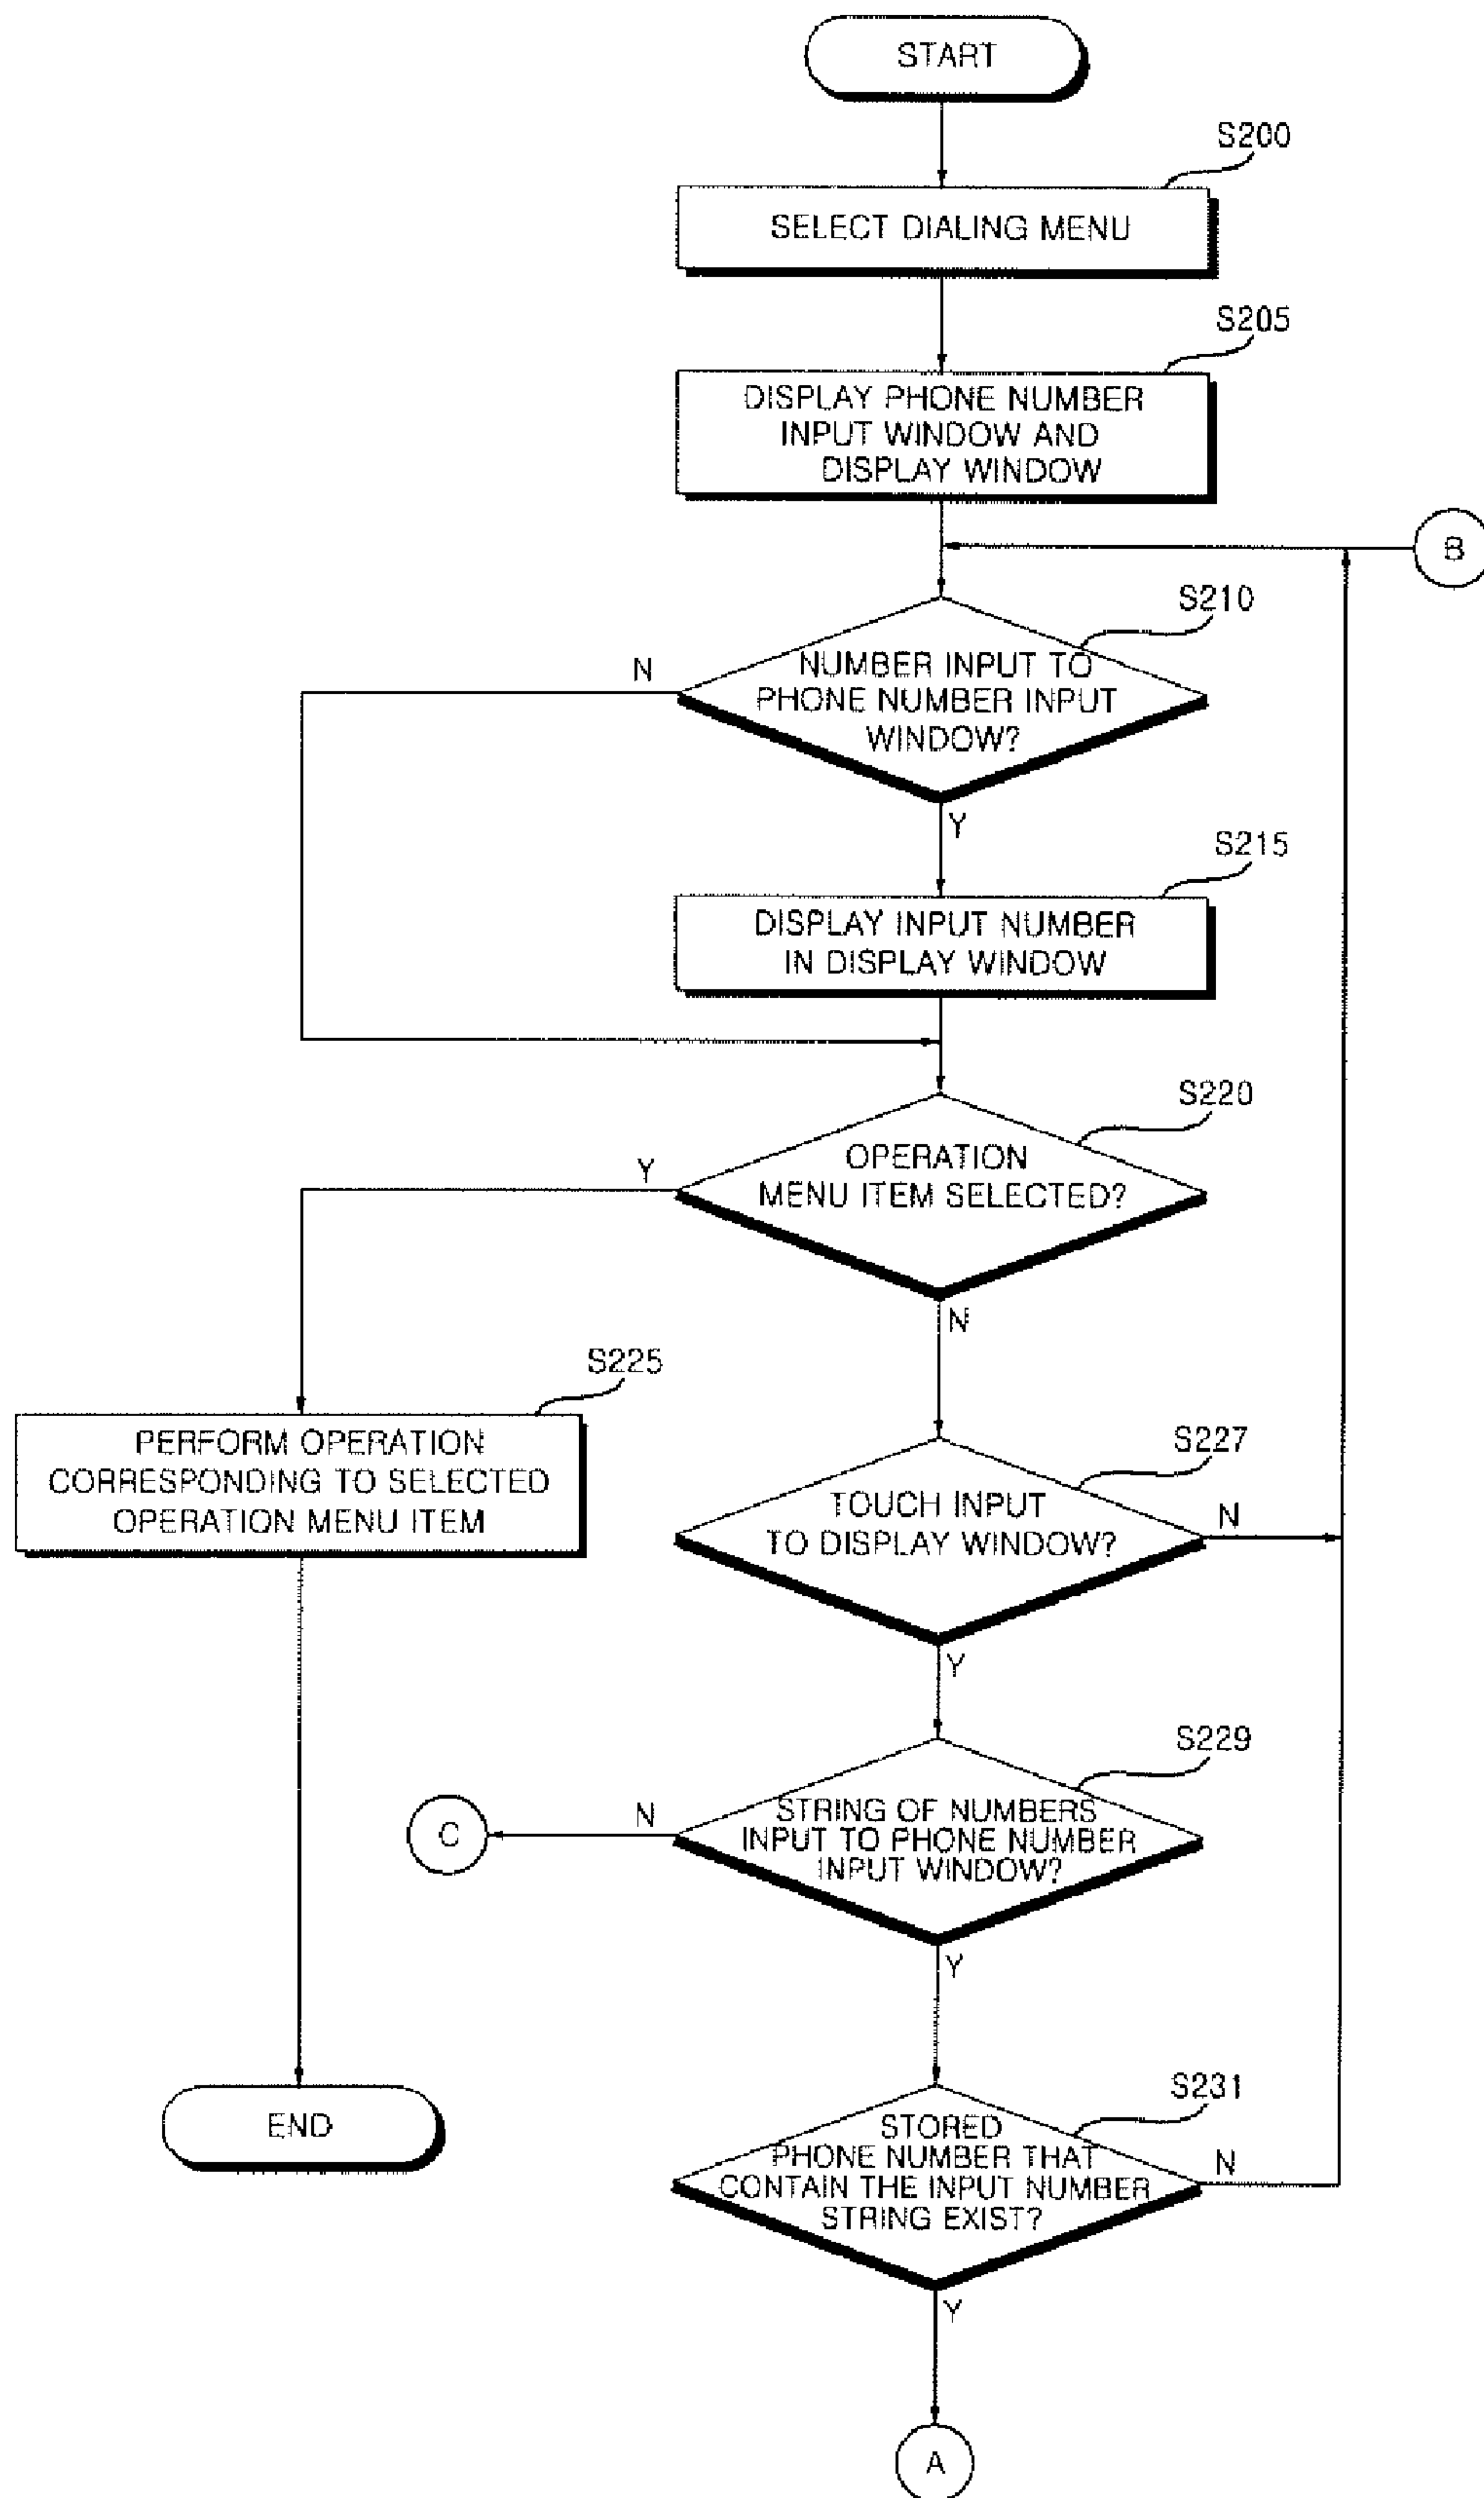 START
S200
SELECT DIALING MENU
S205
DISPLAY PHONE NUMBER
INPUT WINDOW AND
DISPLAY WINDOW
B
S210
N
NUMBER INPUT TO
PHONE NUMBER INPUT
WINDOW?
Y
S215
DISPLAY INPUT NUMBER
IN DISPLAY WINDOW
S220
Y
OPERATION
MENU ITEM SELECTED?
N
S225
PERFORM OPERATION
CORRESPONDING TO SELECTED
OPERATION MENU ITEM
S227
TOUCH INPUT
TO DISPLAY WINDOW?
N
Y
S229
C
N
STRING OF NUMBERS
INPUT TO PHONE NUMBER
INPUT WINDOW?
Y
END
S231
STORED
PHONE NUMBER THAT
CONTAIN THE INPUT NUMBER
STRING EXIST?
N
Y
A